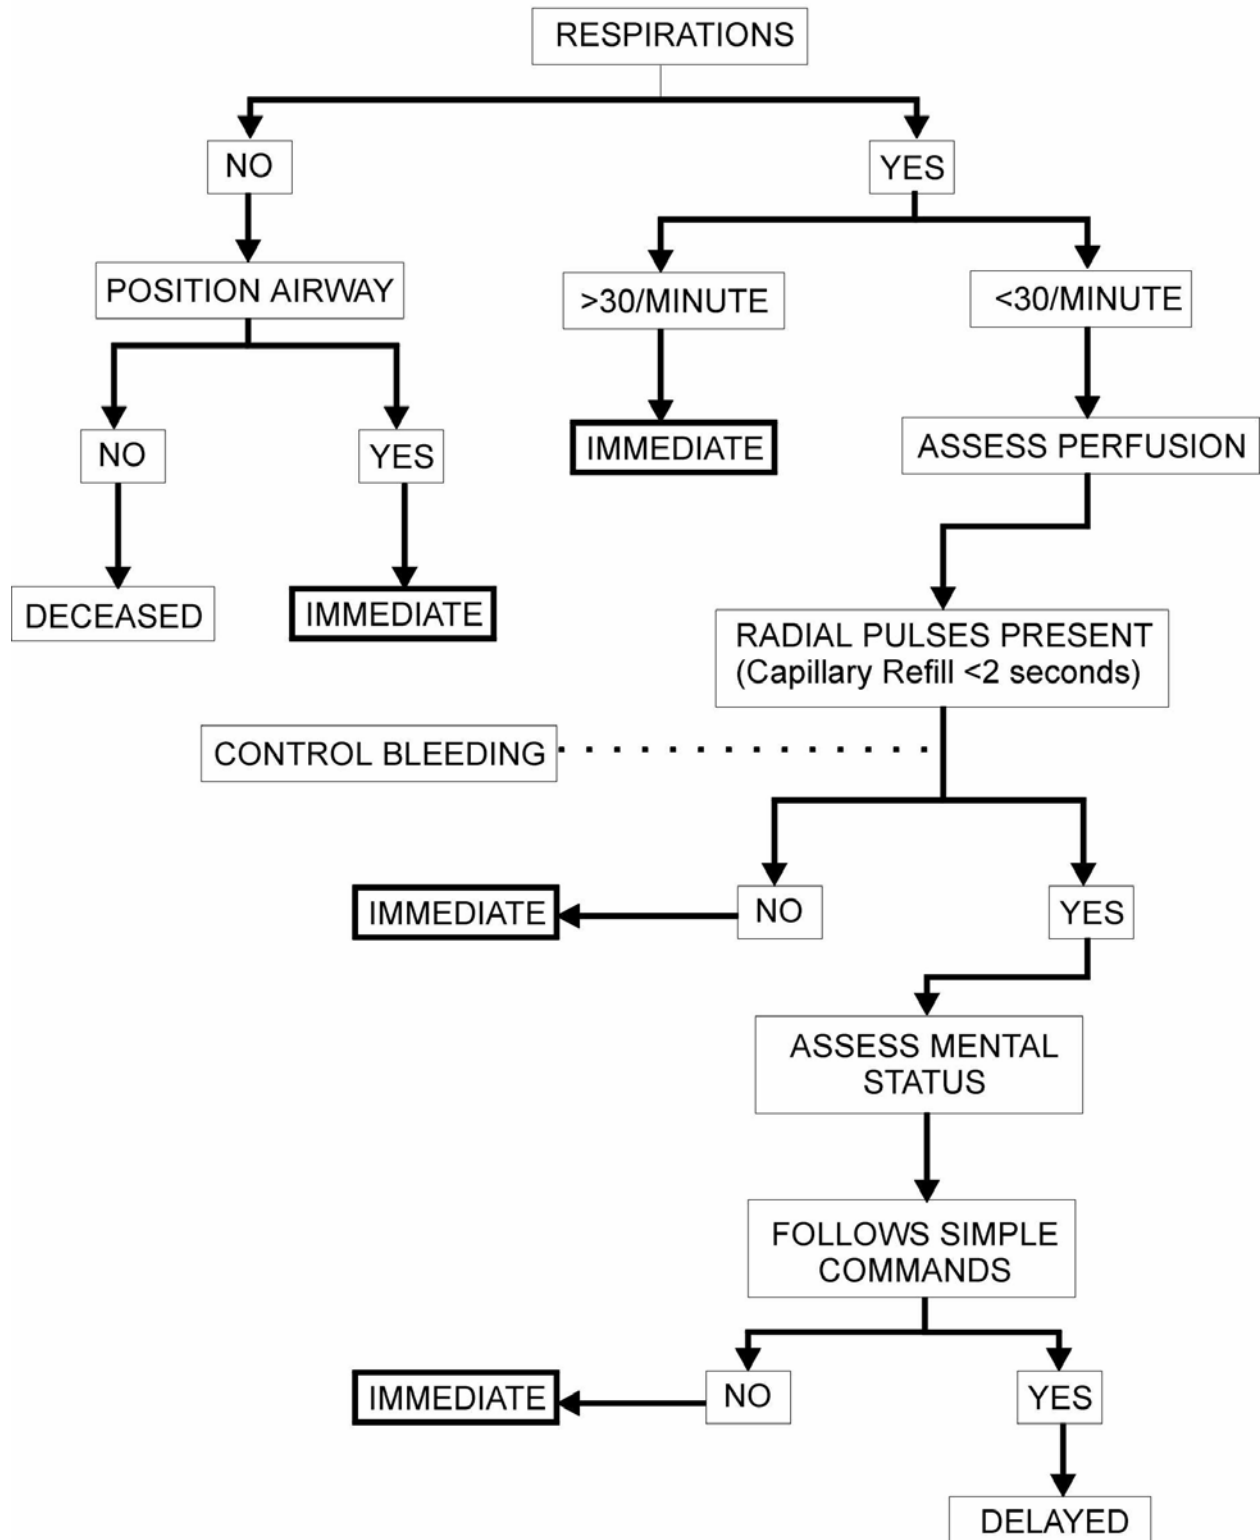 RESPIRATIONS
NO
YES
POSITION AIRWAY
>30/MINUTE
<30/MINUTE
NO
YES
IMMEDIATE
ASSESS PERFUSION
DECEASED
IMMEDIATE
RADIAL PULSES PRESENT
(Capillary Refill <2 seconds)
CONTROL BLEEDING
IMMEDIATE
NO
YES
ASSESS MENTAL
STATUS
FOLLOWS SIMPLE
COMMANDS
IMMEDIATE
NO
YES
DELAYED